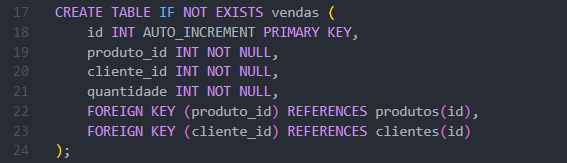 17 CREATE TABLE IF NOT EXISTS vendas (
18     id INT AUTO_INCREMENT PRIMARY KEY,
19     produto_id INT NOT NULL,
20     cliente_id INT NOT NULL,
21     quantidade INT NOT NULL,
22     FOREIGN KEY (produto_id) REFERENCES produtos(id),
23     FOREIGN KEY (cliente_id) REFERENCES clientes(id)
24 );